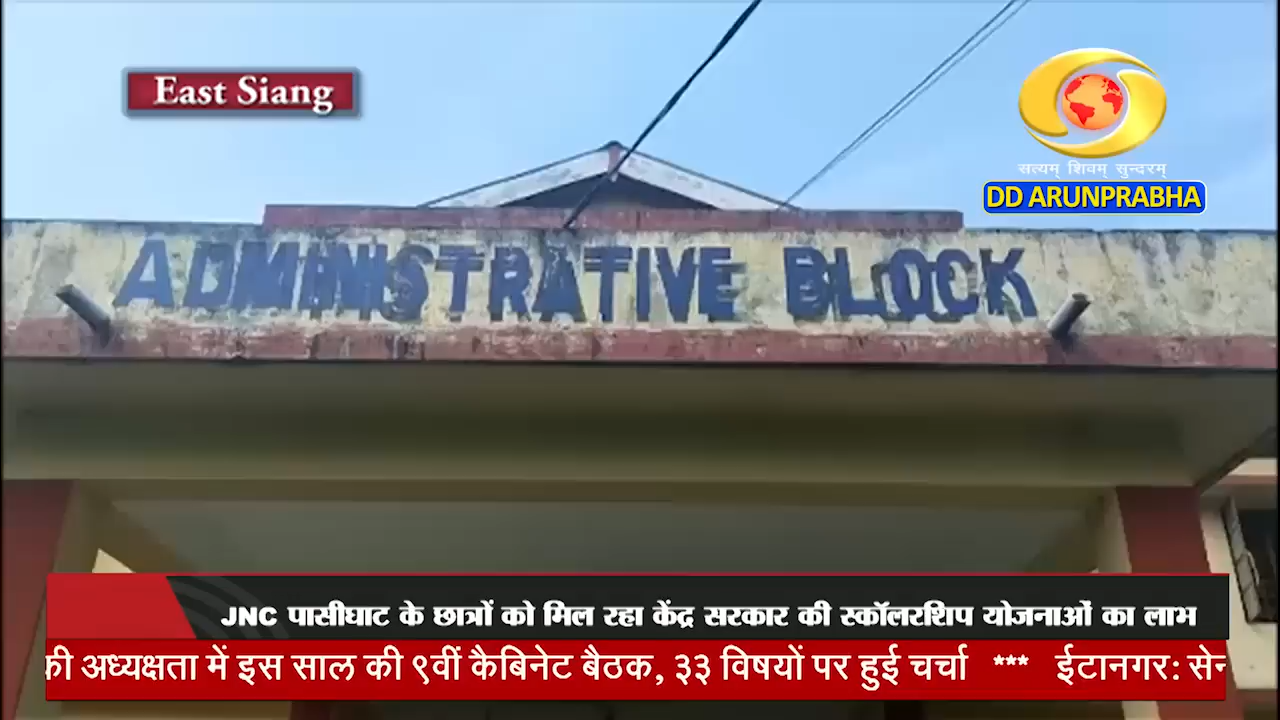 East Siang
सत्यम् शिवम् सुन्दरम्
DD ARUNPRABHA
ADMINISTRATIVE BLOCK
JNC पासीघाट के छात्रों को मिल रहा केंद्र सरकार की स्कॉलरशिप योजनाओं का लाभ
की अध्यक्षता में इस साल की ९वीं कैबिनेट बैठक, ३३ विषयों पर हुई चर्चा *** ईटानगर: